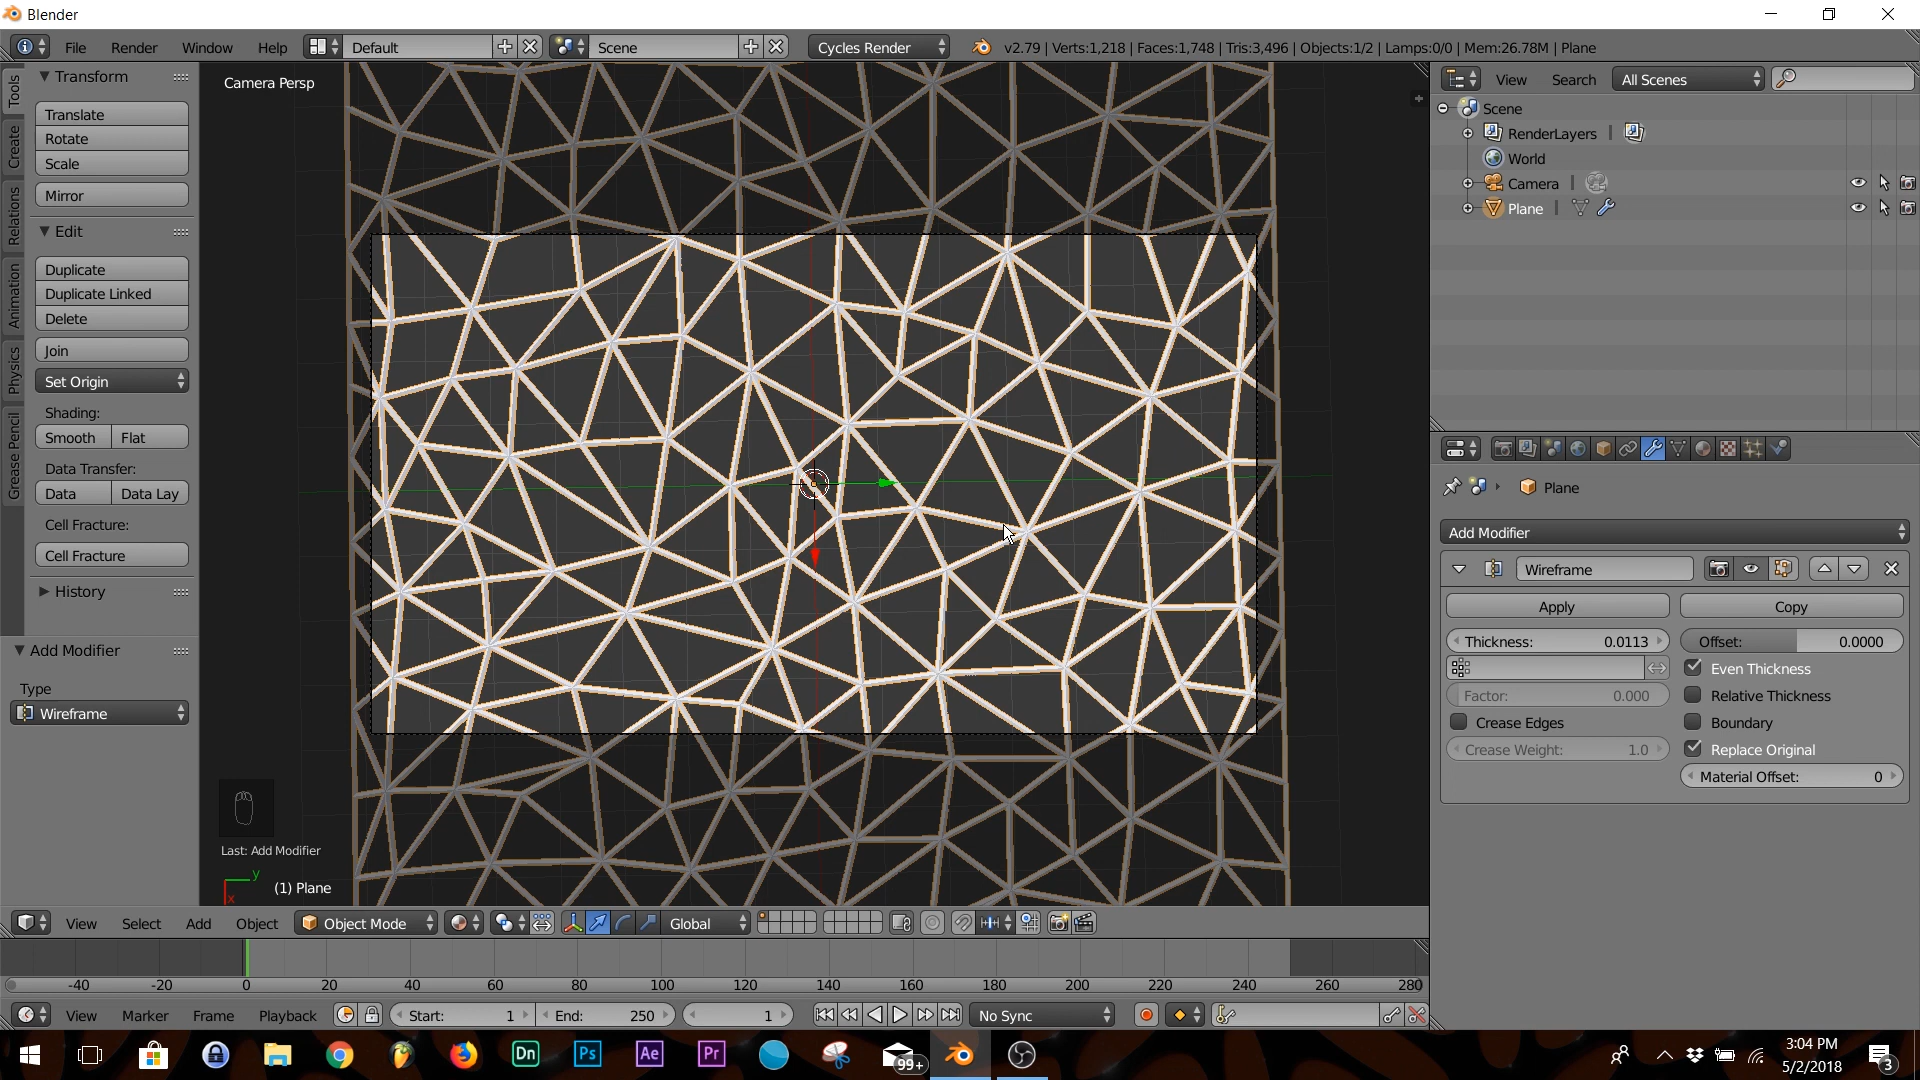 Blender
File Render Window Help Default Scene Cycles Render v2.79 | Verts:1,218 | Faces:1,748 | Tris:3,496 | Objects:1/2 | Lamps:0/0 | Mem:26.78M | Plane
Tools
Create
Relations
Animation
Physics
Grease Pencil
Transform
Translate
Rotate
Scale
Mirror
Edit
Duplicate
Duplicate Linked
Delete
Join
Set Origin
Shading:
Smooth Flat
Data Transfer:
Data Data Lay
Cell Fracture:
Cell Fracture
History
Add Modifier
Type
Wireframe
Camera Persp
Last: Add Modifier
y
x
(1) Plane
View Select Add Object Object Mode Global
-40 -20 0 20 40 60 80 100 120 140 160 180 200 220 240 260 280
View Marker Frame Playback Start: 1 End: 250 1 No Sync
View Search All Scenes
Scene
RenderLayers
World
Camera
Plane
Plane
Add Modifier
Wireframe
Apply Copy
Thickness: 0.0113 Offset: 0.0000
Even Thickness
Factor: 0.000 Relative Thickness
Crease Edges Boundary
Crease Weight: 1.0 Replace Original
Material Offset: 0
Dn Ps Ae Pr 99+
3:04 PM
5/2/2018
3